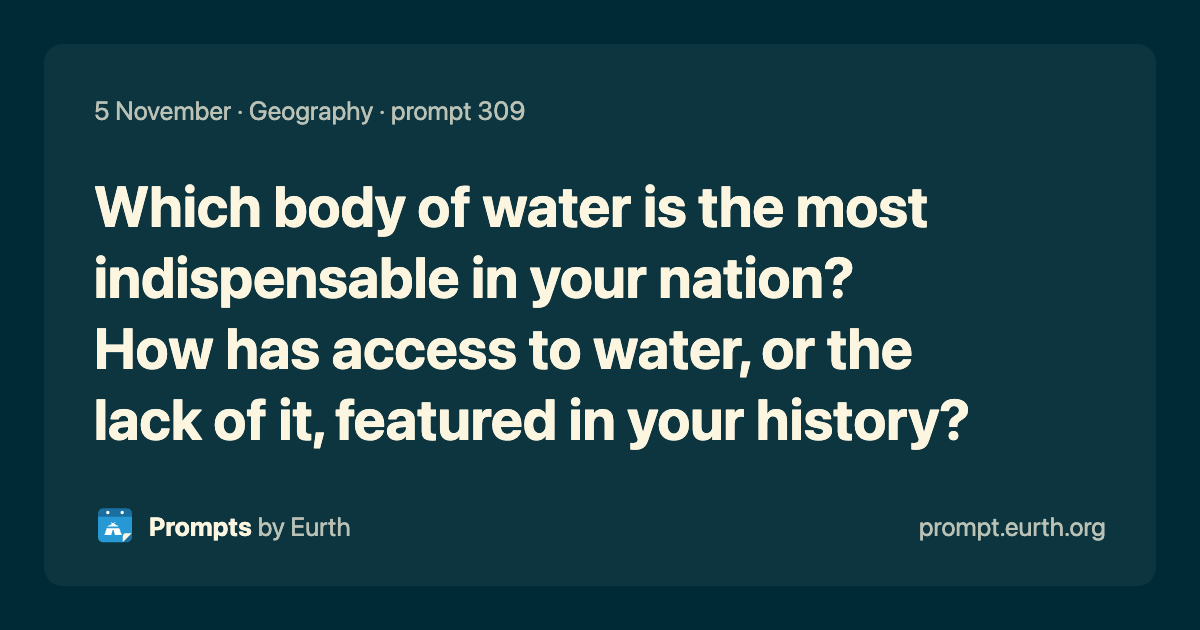 5 November · Geography · prompt 309
Which body of water is the most
indispensable in your nation?
How has access to water, or the
lack of it, featured in your history?
Prompts by Eurth
prompt.eurth.org